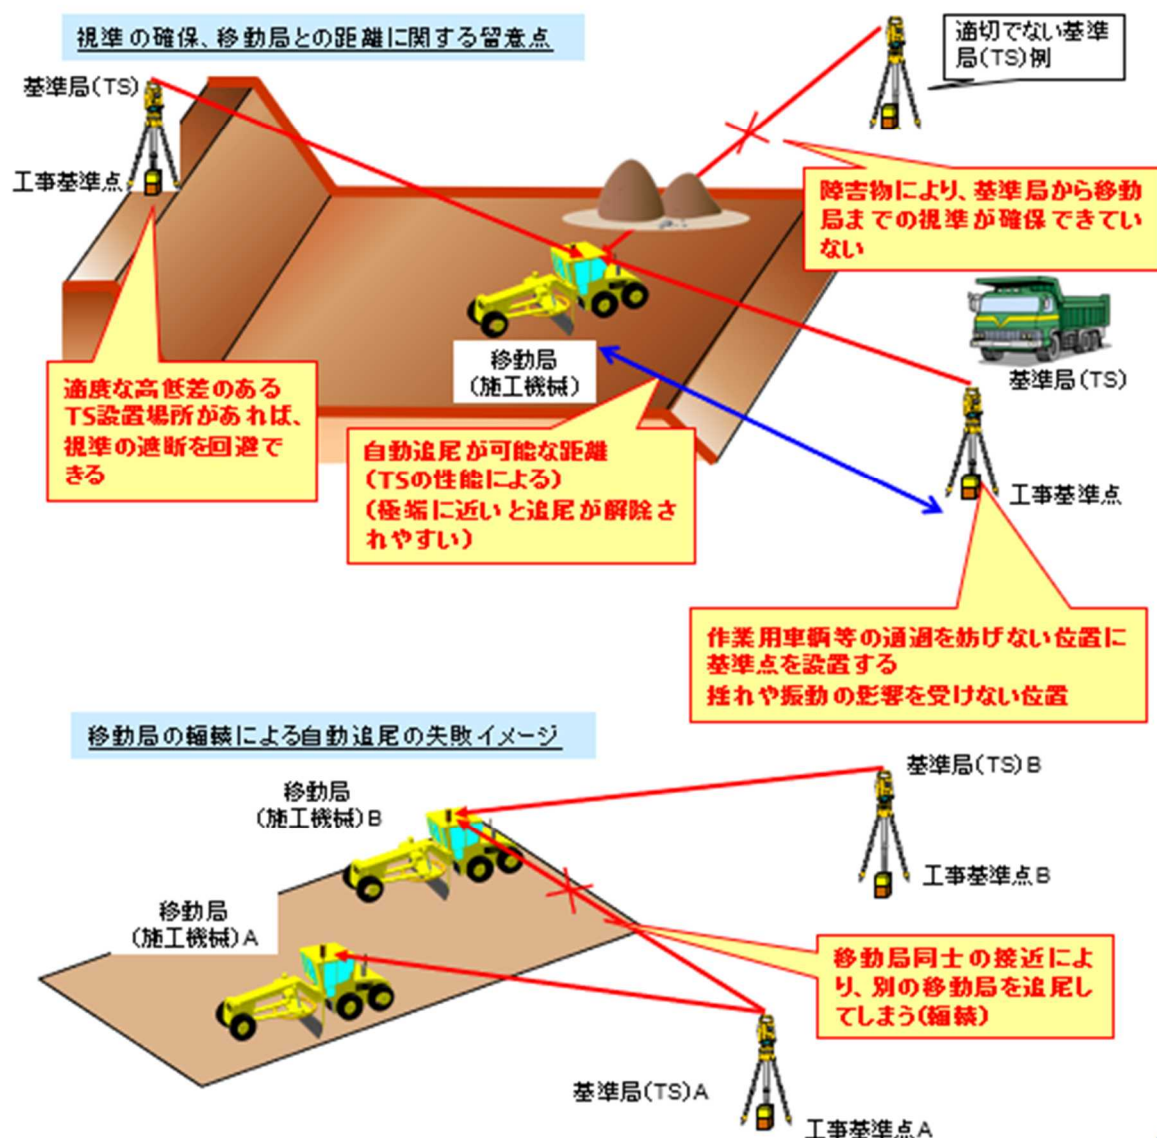 視準の確保、移動局との距離に関する留意点
適切でない基準
局(TS)例
基準局(TS)
工事基準点
障害物により、基準局から移動
局までの視準が確保できてい
ない
移動局
(施工機械)
基準局(TS)
適度な高低差のある
TS設置場所があれば、
視準の遮断を回避で
きる
自動追尾が可能な距離
(TSの性能による)
(極端に近いと追尾が解除さ
れやすい)
工事基準点
作業用車輌等の通過を妨げない位置に
基準点を設置する
揺れや振動の影響を受けない位置
移動局の輻輳による自動追尾の失敗イメージ
基準局(TS)B
移動局
(施工機械)B
工事基準点B
移動局
(施工機械)A
移動局同士の接近によ
り、別の移動局を追尾し
てしまう(輻輳)
基準局(TS)A
工事基準点A